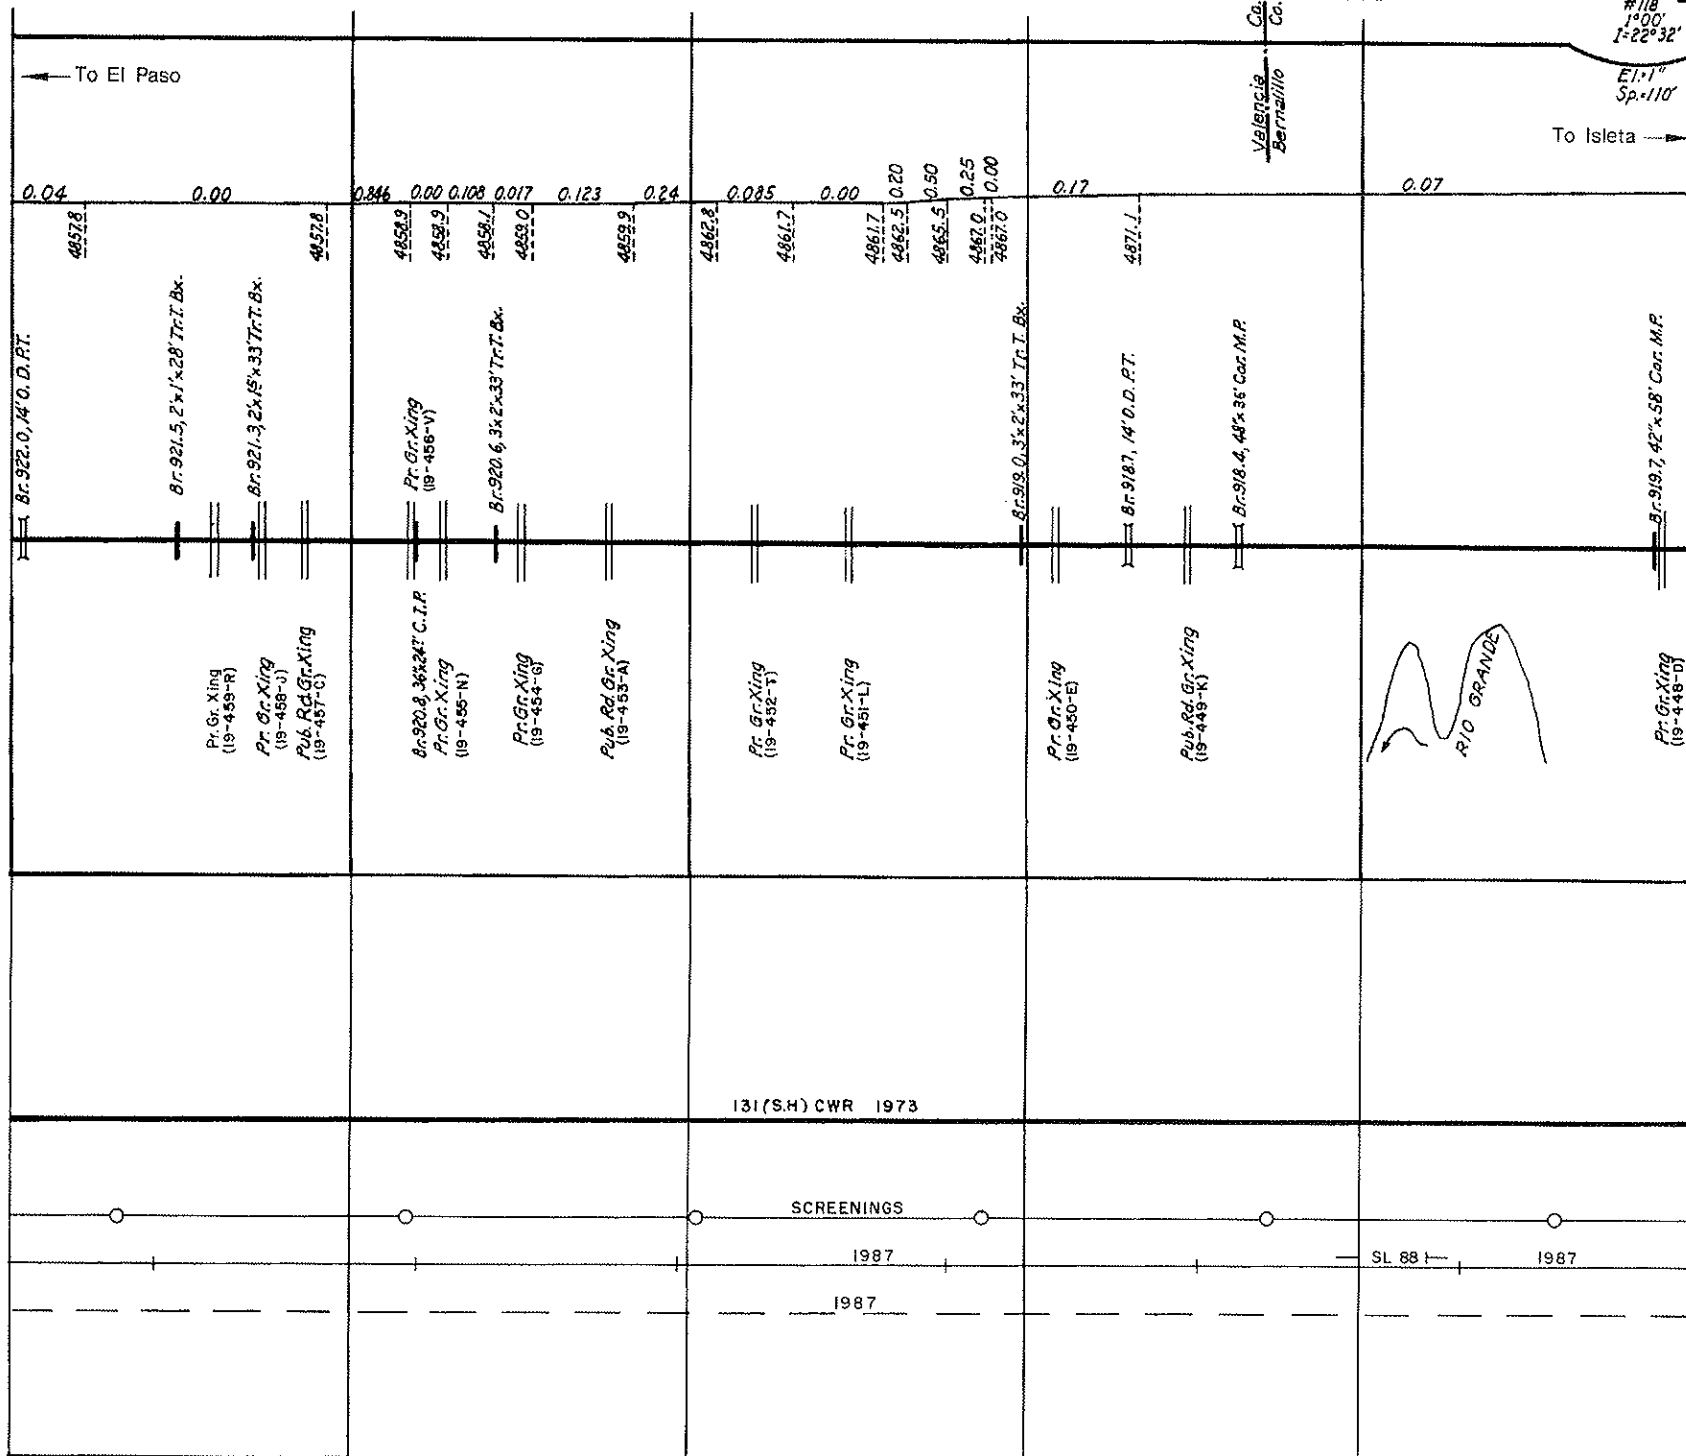 Co.
Co.
#118
1°00'
I=22°32'
To El Paso
El.=1"
Sp.=110'
Valencia
Bernalillo
To Isleta
0.04
0.00
0.846
0.00
0.108
0.017
0.123
0.24
0.085
0.00
0.20
0.50
0.25
0.00
0.17
0.07
4857.8
4857.8
4858.9
4858.9
4858.1
4859.0
4859.9
4862.8
4861.7
4861.7
4862.5
4865.5
4867.0
4867.0
4871.1
Br. 922.0, 14' O. D. P.T.
Br. 921.5, 2'x1'x28' Tr.T. Bx.
Br. 921.3, 2'x1.5'x33' Tr.T. Bx.
Pr. Gr. Xing
(19-456-V)
Br. 920.6, 3'x2'x33' Tr.T. Bx.
Br. 919.0, 3'x2'x33' Tr. T. Bx.
Br. 918.7, 14' O. D. P.T.
Br. 918.4, 48"x36' Cor. M.P.
Br. 919.7, 42"x58' Cor. M.P.
Pr. Gr. Xing
(19-459-R)
Pr. Gr. Xing
(19-458-J)
Pub. Rd. Gr. Xing
(19-457-C)
Br. 920.8, 36"x24' C.I.P.
Pr. Gr. Xing
(19-455-N)
Pr. Gr. Xing
(19-454-G)
Pub. Rd. Gr. Xing
(19-453-A)
Pr. Gr. Xing
(19-452-T)
Pr. Gr. Xing
(19-451-L)
Pr. Gr. Xing
(19-450-E)
Pub. Rd. Gr. Xing
(19-449-K)
RIO GRANDE
Pr. Gr. Xing
(19-448-D)
131 (S.H) CWR 1973
SCREENINGS
1987
SL 88
1987
1987